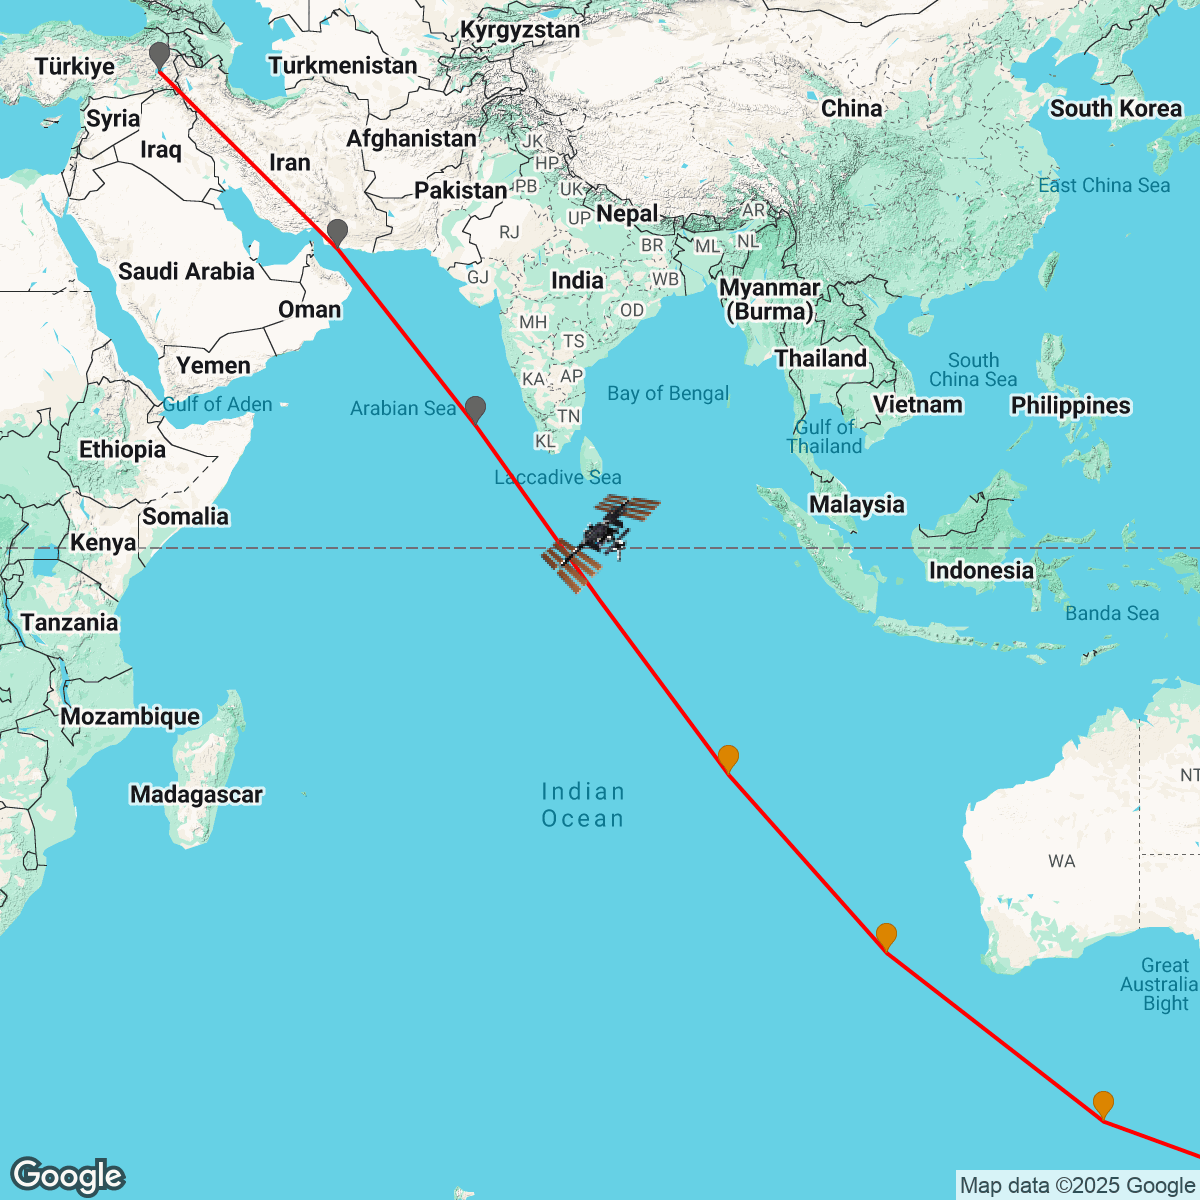 Kyrgyzstan
Türkiye
Turkmenistan
China
South Korea
Syria
Afghanistan
JK
Iraq
Iran
HP
Pakistan
PB
UK
East China Sea
Nepal
AR
UP
RJ
BR
ML
NL
Saudi Arabia
GJ
India
WB
Myanmar
(Burma)
Oman
OD
MH
TS
Thailand
South
China Sea
Yemen
KA
AP
Bay of Bengal
Gulf of Aden
Arabian Sea
Vietnam
Philippines
TN
Gulf of
Thailand
Ethiopia
KL
Laccadive Sea
Malaysia
Somalia
Kenya
Indonesia
Tanzania
Banda Sea
Mozambique
NT
Madagascar
Indian
Ocean
WA
Great
Australia
Bight
Google
Map data ©2025 Google